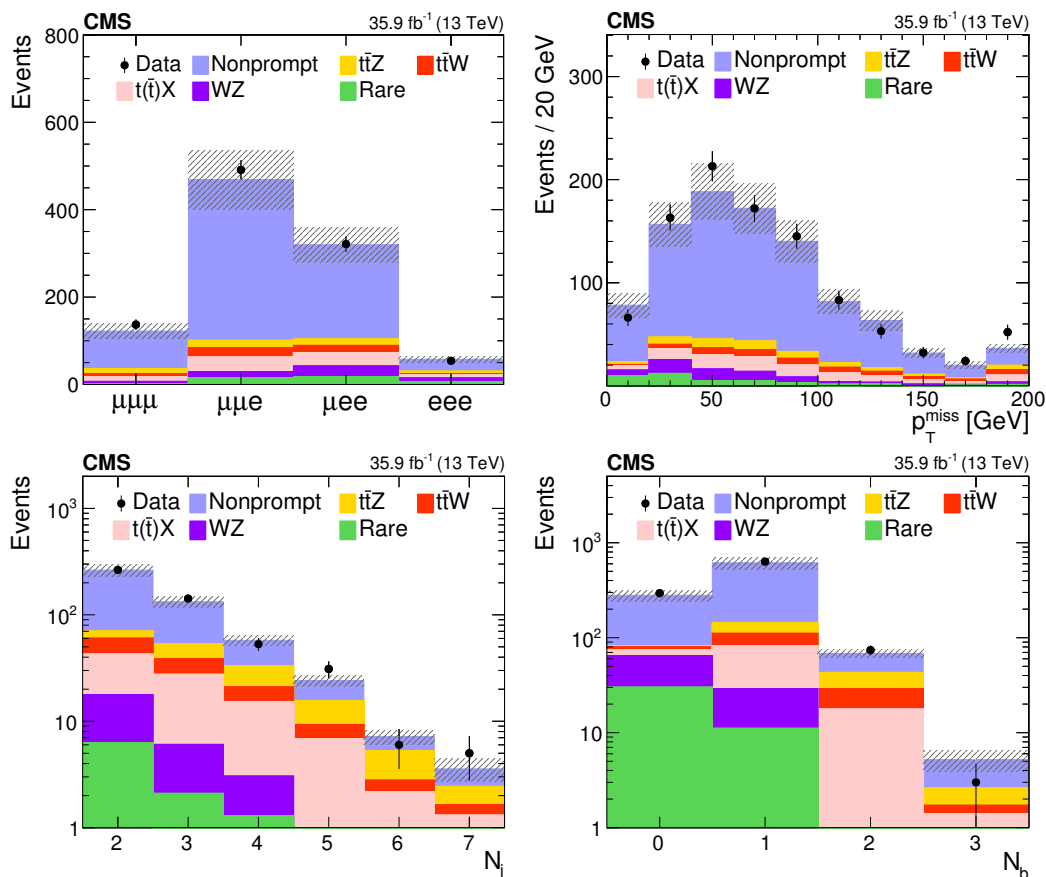 CMS 35.9 fb⁻¹ (13 TeV)
Events
800
600
400
200
0
Data Nonprompt tt̄Z tt̄W
t(t̄)X WZ Rare
μμμ μμe μee eee
CMS 35.9 fb⁻¹ (13 TeV)
Events / 20 GeV
300
200
100
0
Data Nonprompt tt̄Z tt̄W
t(t̄)X WZ Rare
0 50 100 150 200
p_T^miss [GeV]
CMS 35.9 fb⁻¹ (13 TeV)
Events
10³
10²
10
1
Data Nonprompt tt̄Z tt̄W
t(t̄)X WZ Rare
2 3 4 5 6 7
N_j
CMS 35.9 fb⁻¹ (13 TeV)
Events
10³
10²
10
1
Data Nonprompt tt̄Z tt̄W
t(t̄)X WZ Rare
0 1 2 3
N_b